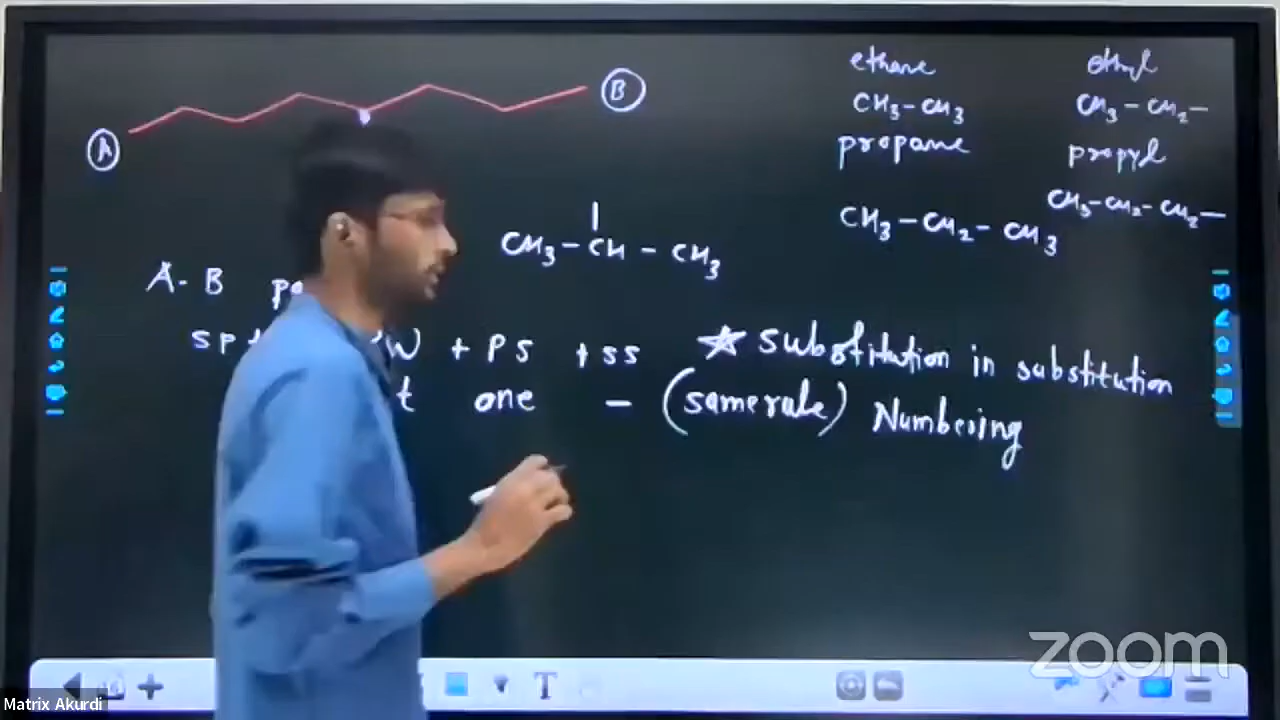 ethane ethyl
B
CH3-CH3 CH3-CH2-
A propane propyl
CH3-CH2-CH2-
CH3-CH-CH3 CH3-CH2-CH3
A-B
sp + PS + SS ★ Substitution in substitution
t one - (same rule) Numbering
T
zoom
Matrix Akurdi